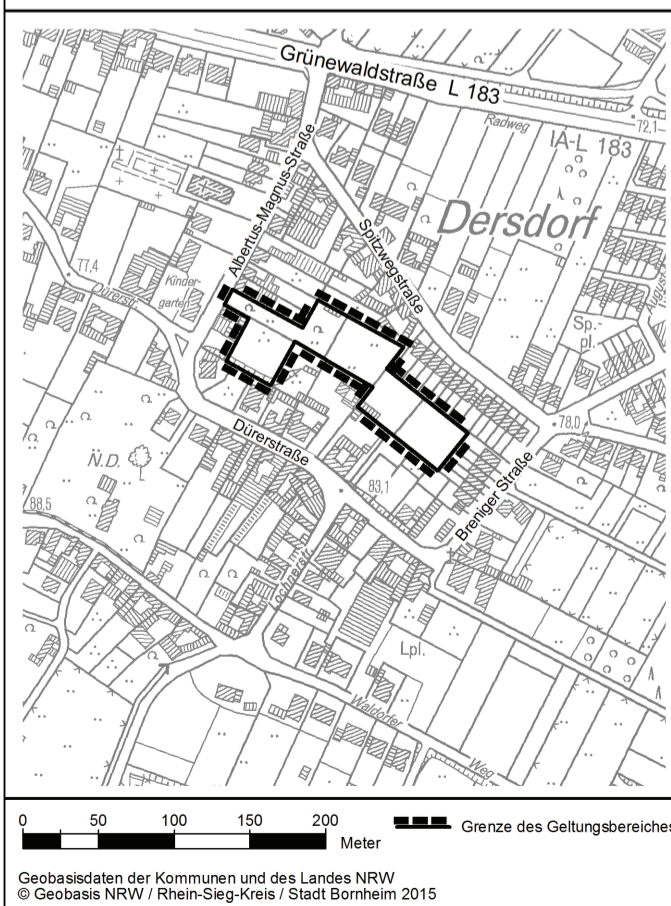 Grünewaldstraße L 183
Radweg
72,1
IA-L 183
Albertus-Magnus-Straße
Spitzwegstraße
Dersdorf
77,4
Kinder-
garten
Sp.-
pl.
78,0
Dürerstraße
N.D.
83,1
Breniger Straße
88,5
Lpl.
Waldorfer
Weg
0 50 100 150 200
Meter
Grenze des Geltungsbereiches
Geobasisdaten der Kommunen und des Landes NRW
© Geobasis NRW / Rhein-Sieg-Kreis / Stadt Bornheim 2015